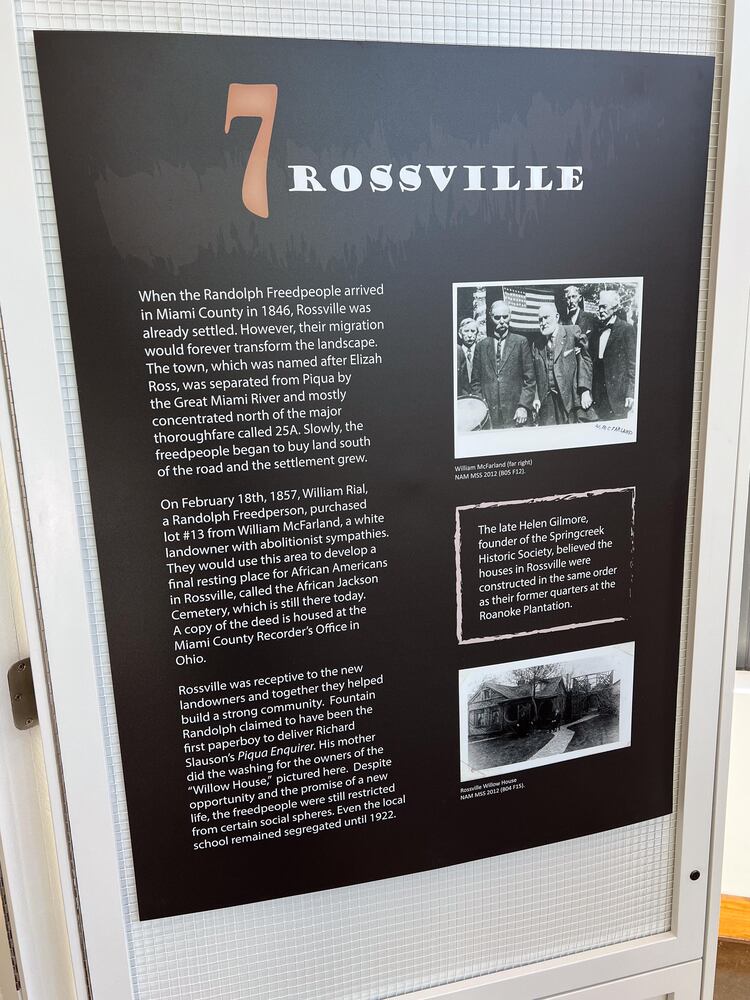 7 ROSSVILLE
When the Randolph Freedpeople arrived
in Miami County in 1846, Rossville was
already settled. However, their migration
would forever transform the landscape.
The town, which was named after Elizah
Ross, was separated from Piqua by
the Great Miami River and mostly
concentrated north of the major
thoroughfare called 25A. Slowly, the
freedpeople began to buy land south
of the road and the settlement grew.
On February 18th, 1857, William Rial,
a Randolph Freedperson, purchased
lot #13 from William McFarland, a white
landowner with abolitionist sympathies.
They would use this area to develop a
final resting place for African Americans
in Rossville, called the African Jackson
Cemetery, which is still there today.
A copy of the deed is housed at the
Miami County Recorder's Office in
Ohio.
Rossville was receptive to the new
landowners and together they helped
build a strong community. Fountain
Randolph claimed to have been the
first paperboy to deliver Richard
Slauson's Piqua Enquirer. His mother
did the washing for the owners of the
"Willow House," pictured here. Despite
opportunity and the promise of a new
life, the freedpeople were still restricted
from certain social spheres. Even the local
school remained segregated until 1922.
W. MCFARLAND
William McFarland (far right)
NAM MSS 2012 (B05 F12).
The late Helen Gilmore,
founder of the Springcreek
Historic Society, believed the
houses in Rossville were
constructed in the same order
as their former quarters at the
Roanoke Plantation.
Rossville Willow House
NAM MSS 2012 (B04 F15).